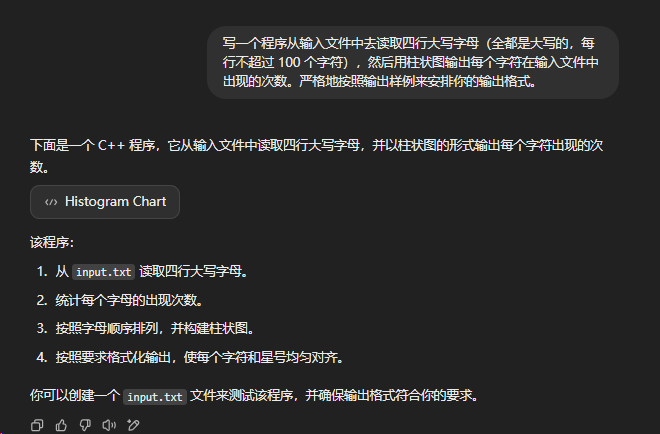 写一个程序从输入文件中去读取四行大写字母（全都是大写的，每
行不超过 100 个字符），然后用柱状图输出每个字符在输入文件中
出现的次数。严格地按照输出样例来安排你的输出格式。
下面是一个 C++ 程序，它从输入文件中读取四行大写字母，并以柱状图的形式输出每个字符出现的次
数。
Histogram Chart
该程序：
1. 从 input.txt 读取四行大写字母。
2. 统计每个字母的出现次数。
3. 按照字母顺序排列，并构建柱状图。
4. 按照要求格式化输出，使每个字符和星号均匀对齐。
你可以创建一个 input.txt 文件来测试该程序，并确保输出格式符合你的要求。